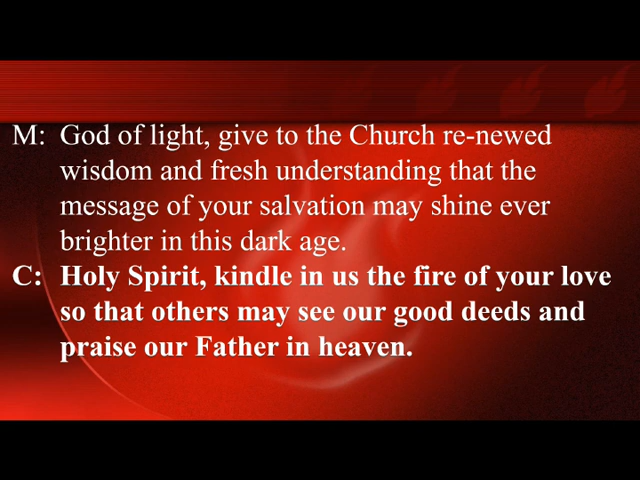 M: God of light, give to the Church re-newed
wisdom and fresh understanding that the
message of your salvation may shine ever
brighter in this dark age.
C: Holy Spirit, kindle in us the fire of your love
so that others may see our good deeds and
praise our Father in heaven.